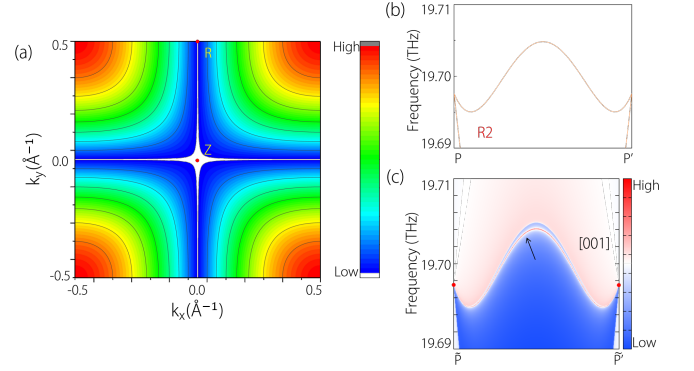 (a)
High
0.5
R
Z
0.0
-0.5
-0.5
0.0
0.5
kₓ(Å⁻¹)
k_y(Å⁻¹)
Low
(b)
19.71
19.70
19.69
Frequency (THz)
R2
P
P′
(c)
19.71
19.70
19.69
Frequency (THz)
[001]
P̄
P̄′
High
Low